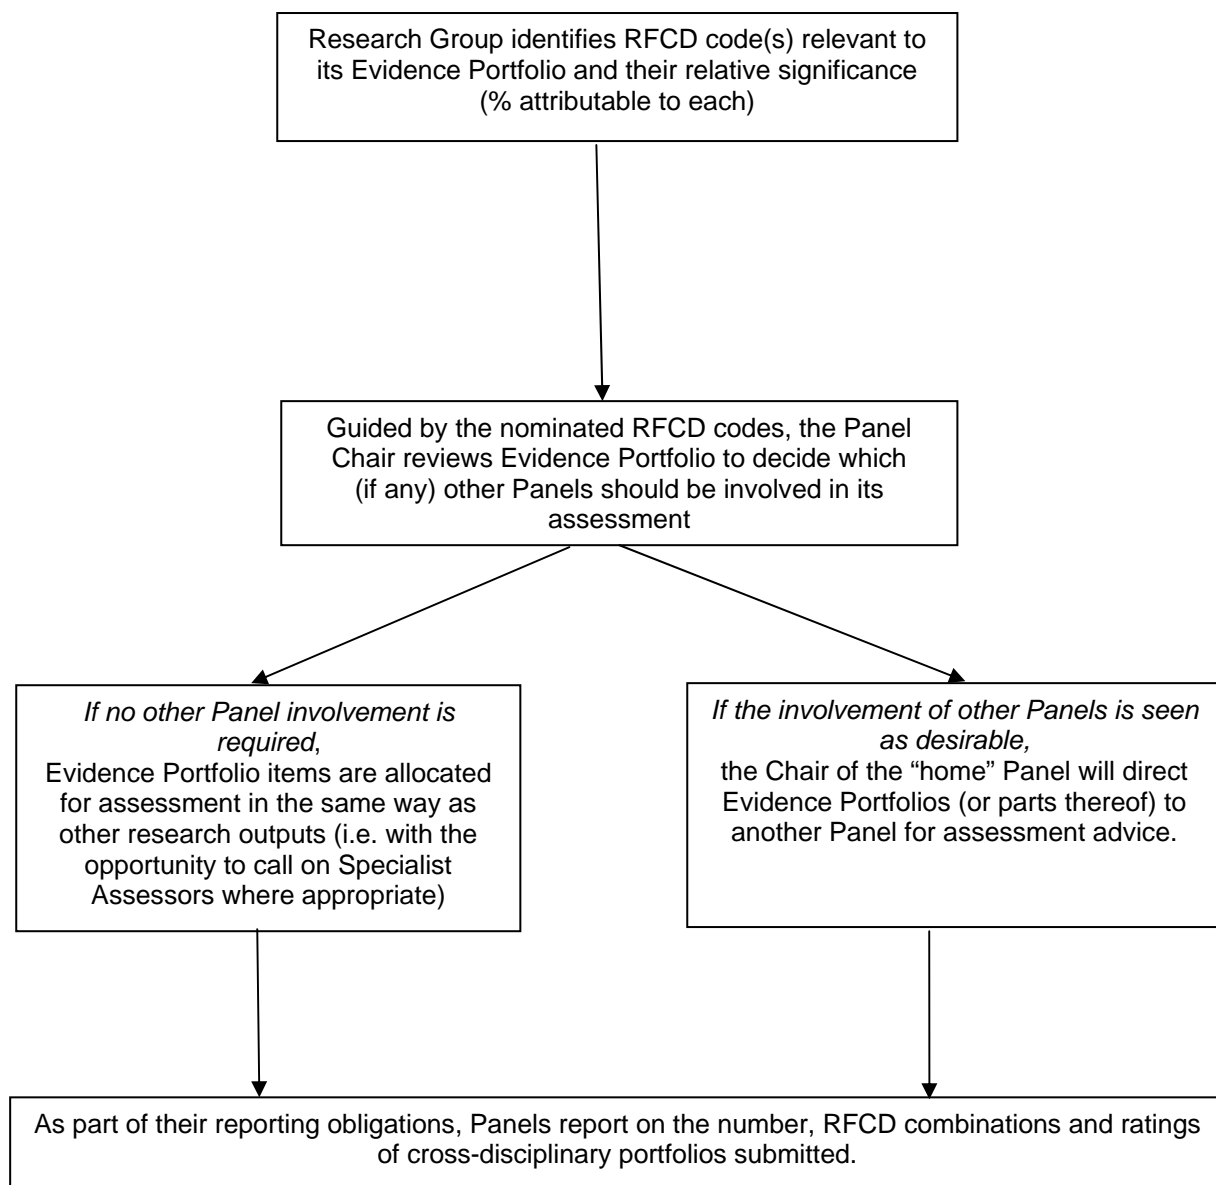 Research Group identifies RFCD code(s) relevant to
its Evidence Portfolio and their relative significance
(% attributable to each)
Guided by the nominated RFCD codes, the Panel
Chair reviews Evidence Portfolio to decide which
(if any) other Panels should be involved in its
assessment
If no other Panel involvement is
required,
Evidence Portfolio items are allocated
for assessment in the same way as
other research outputs (i.e. with the
opportunity to call on Specialist
Assessors where appropriate)
If the involvement of other Panels is seen
as desirable,
the Chair of the “home” Panel will direct
Evidence Portfolios (or parts thereof) to
another Panel for assessment advice.
As part of their reporting obligations, Panels report on the number, RFCD combinations and ratings
of cross-disciplinary portfolios submitted.